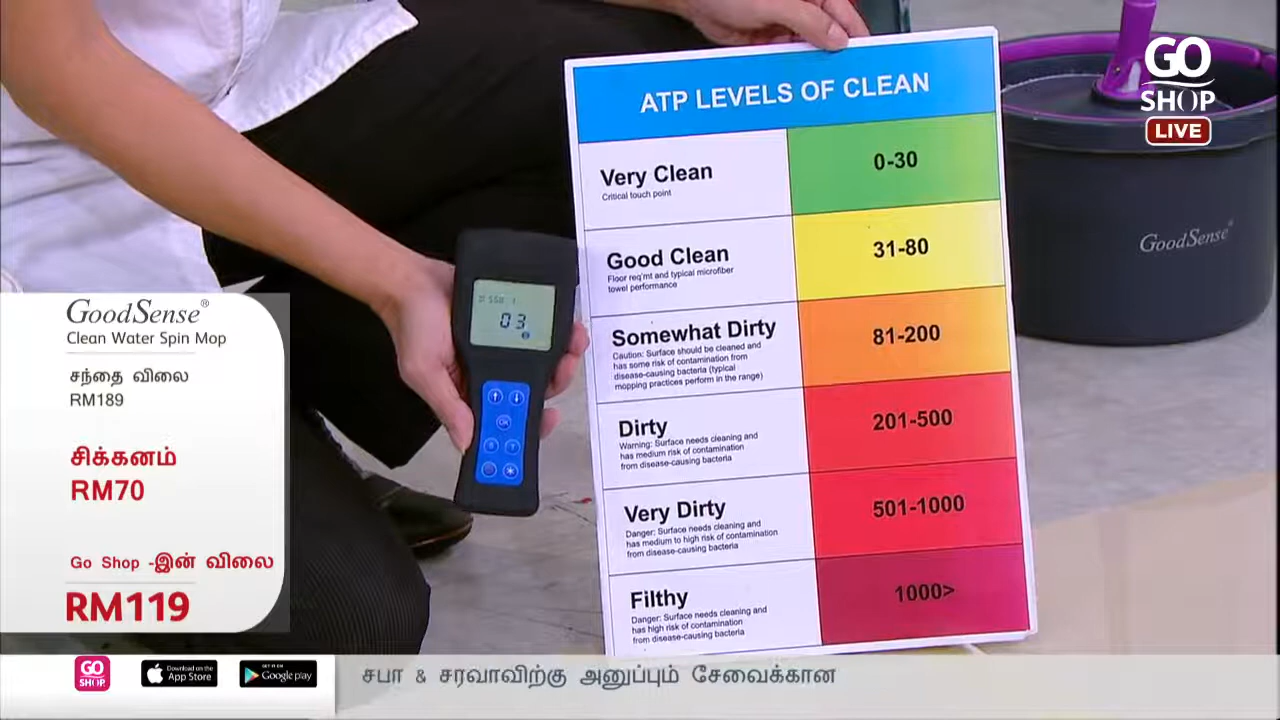 GO
SHOP
LIVE
ATP LEVELS OF CLEAN
Very Clean
Critical touch point
0-30
Good Clean
Floor req'mt and typical microfiber
towel performance
31-80
Somewhat Dirty
Caution: Surface should be cleaned and
has some risk of contamination from
disease-causing bacteria (typical
mopping practices perform in the range)
81-200
Dirty
Warning: Surface needs cleaning and
has medium risk of contamination
from disease-causing bacteria
201-500
Very Dirty
Danger: Surface needs cleaning and
has medium to high risk of contamination
from disease-causing bacteria
501-1000
Filthy
Danger: Surface needs cleaning and
has high risk of contamination
from disease-causing bacteria
1000>
GoodSense®
03
OK
GoodSense®
Clean Water Spin Mop
சந்தை விலை
RM189
சிக்கனம்
RM70
Go Shop -இன் விலை
RM119
GO
SHOP
Download on the
App Store
GET IT ON
Google play
சபா & சரவாவிற்கு அனுப்பும் சேவைக்கான